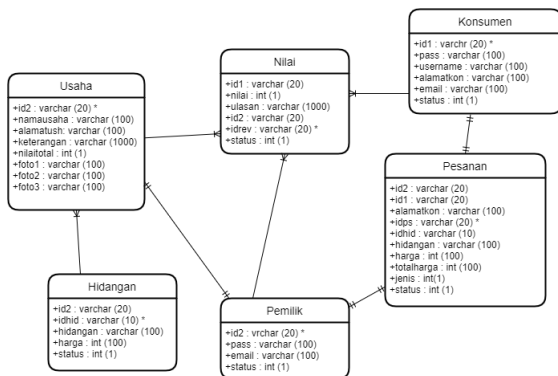 Konsumen
+id1 : varchr (20) *
+pass : varchar (100)
+username : varchar (100)
+alamatkon : varchar (100)
+email : varchar (100)
+status : int (1)
Nilai
+id1 : varchar (20)
+nilai : int (1)
+ulasan : varchar (1000)
+id2 : varchar (20)
+idrev : varchar (20) *
+status : int (1)
Usaha
+id2 : varchar (20) *
+namausaha : varchar (100)
+alamatush : varchar (100)
+keterangan : varchar (1000)
+nilaitotal : int (1)
+foto1 : varchar (100)
+foto2 : varchar (100)
+foto3 : varchar (100)
Pesanan
+id2 : varchar (20)
+id1 : varchar (20)
+alamatkon : varchar (100)
+idps : varchar (20) *
+idhid : varchar (10)
+hidangan : varchar (100)
+harga : int (100)
+totalharga : int (100)
+jenis : int(1)
+status : int (1)
Hidangan
+id2 : varchar (20)
+idhid : varchar (10) *
+hidangan : varchar (100)
+harga : int (100)
+status : int (1)
Pemilik
+id2 : vrchar (20) *
+pass : varchar (100)
+email : varchar (100)
+status : int (1)